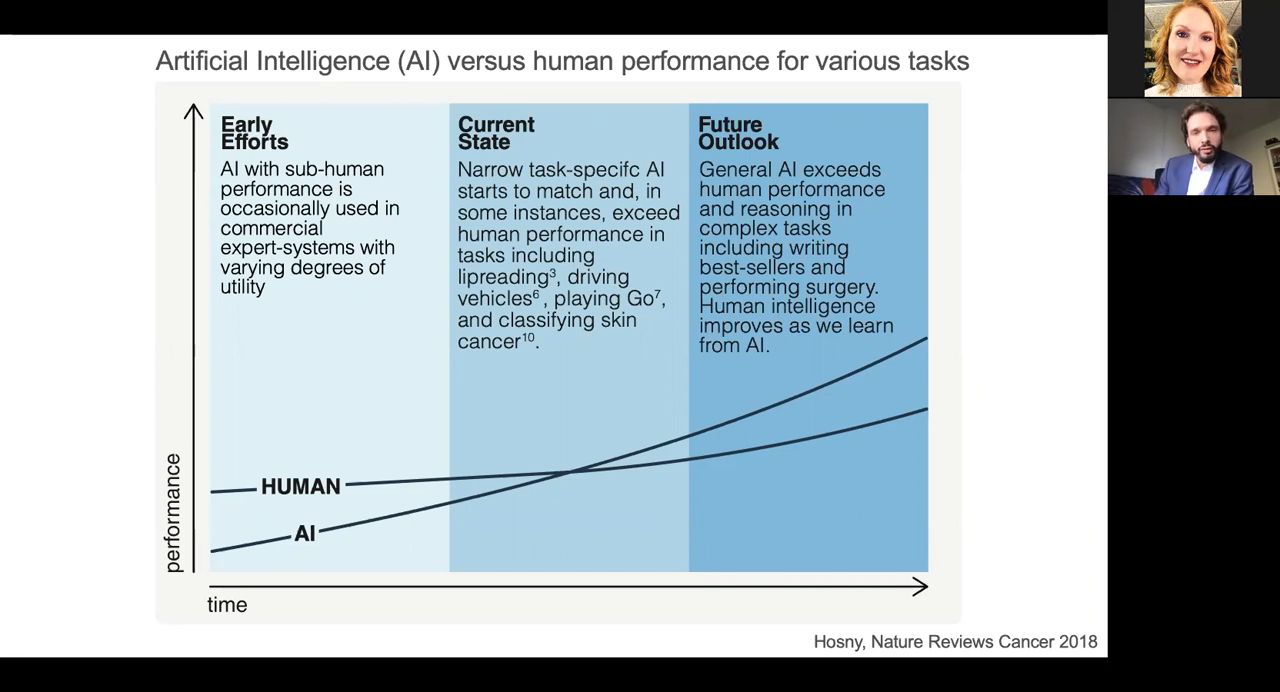 Artificial Intelligence (AI) versus human performance for various tasks
Early
Efforts
AI with sub-human
performance is
occasionally used in
commercial
expert-systems with
varying degrees of
utility
Current
State
Narrow task-specifc AI
starts to match and, in
some instances, exceed
human performance in
tasks including
lipreading³, driving
vehicles⁶, playing Go⁷,
and classifying skin
cancer¹⁰.
Future
Outlook
General AI exceeds
human performance
and reasoning in
complex tasks
including writing
best-sellers and
performing surgery.
Human intelligence
improves as we learn
from AI.
HUMAN
AI
performance
time
Hosny, Nature Reviews Cancer 2018